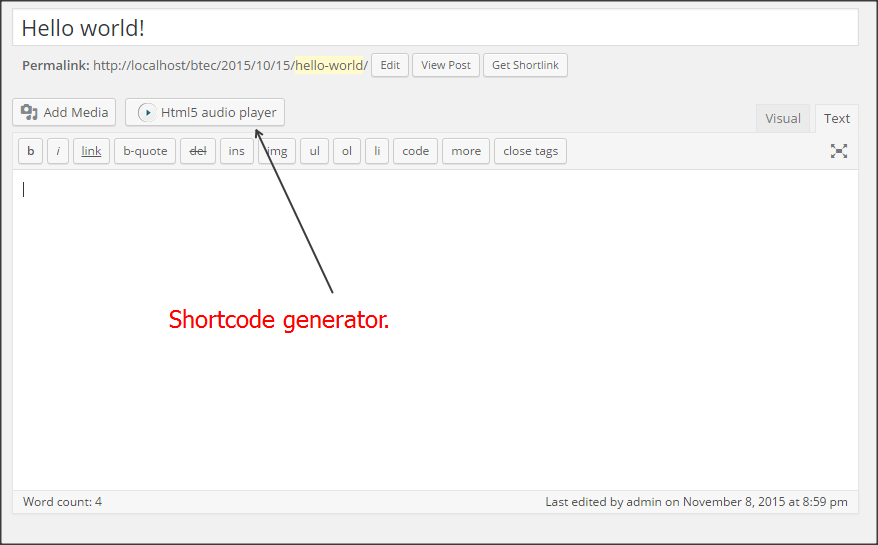 Hello world!
Permalink: http://localhost/btec/2015/10/15/hello-world/ Edit View Post Get Shortlink
Add Media Html5 audio player
Visual Text
b i link b-quote del ins img ul ol li code more close tags
Shortcode generator.
Word count: 4 Last edited by admin on November 8, 2015 at 8:59 pm